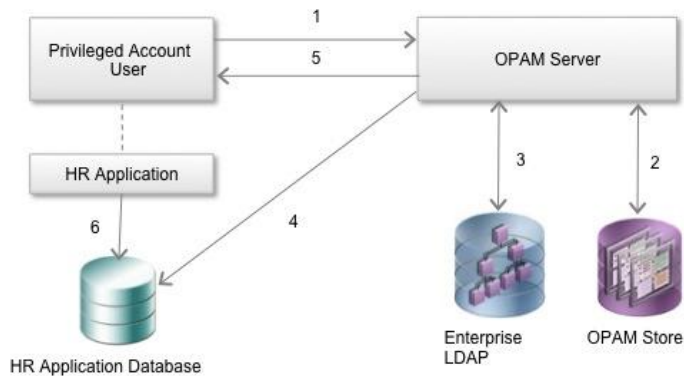 1
Privileged Account
User
OPAM Server
5
HR Application
3
2
6
4
Enterprise
LDAP
OPAM Store
HR Application Database